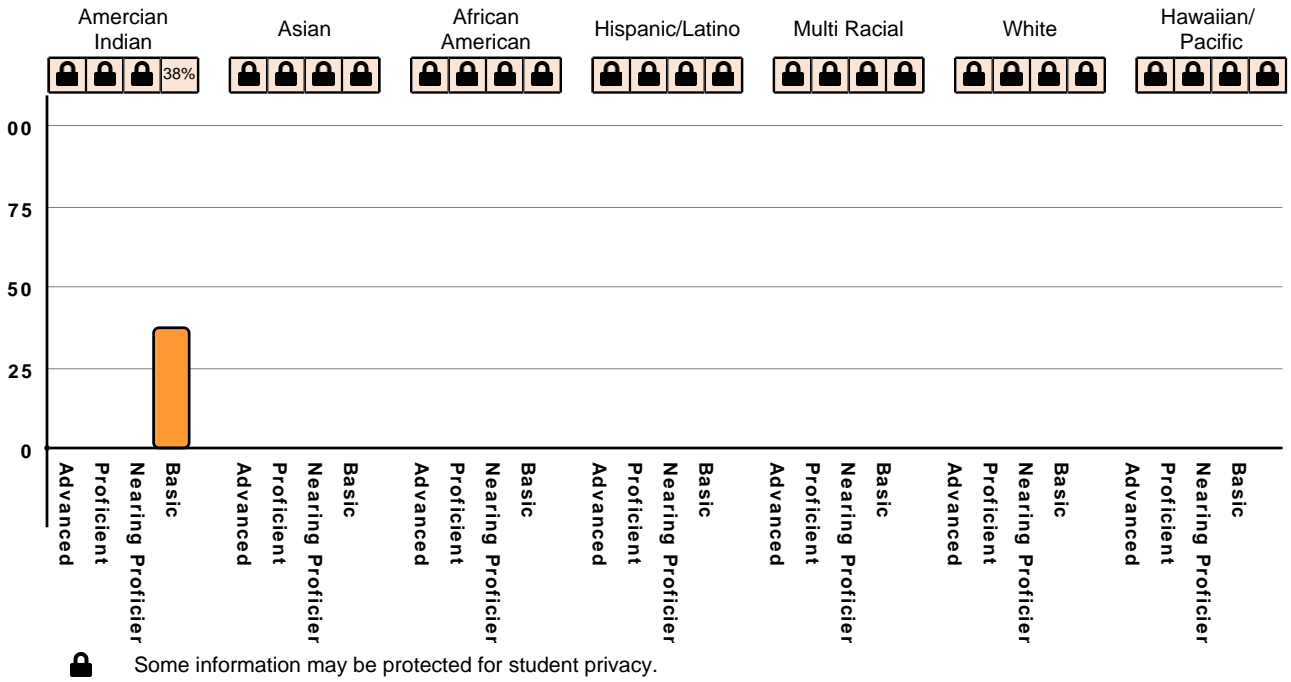 Amercian
Indian
Asian
African
American
Hispanic/Latino
Multi Racial
White
Hawaiian/
Pacific
38%
00
75
50
25
0
Advanced
Proficient
Nearing Proficier
Basic
Advanced
Proficient
Nearing Proficier
Basic
Advanced
Proficient
Nearing Proficier
Basic
Advanced
Proficient
Nearing Proficier
Basic
Advanced
Proficient
Nearing Proficier
Basic
Advanced
Proficient
Nearing Proficier
Basic
Advanced
Proficient
Nearing Proficier
Basic
Some information may be protected for student privacy.